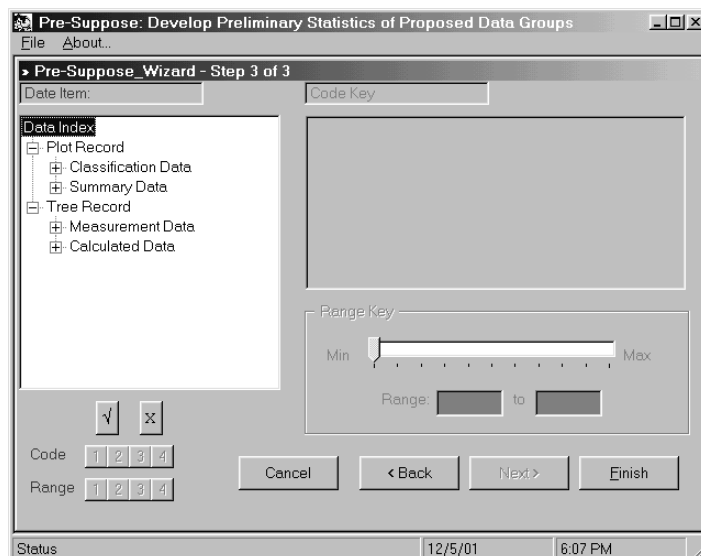 Pre-Suppose: Develop Preliminary Statistics of Proposed Data Groups
File About...
Pre-Suppose_Wizard - Step 3 of 3
Date Item:
Code Key
Data Index
Plot Record
Classification Data
Summary Data
Tree Record
Measurement Data
Calculated Data
Range Key
Min Max
Range: to
√ X
Code 1 2 3 4
Range 1 2 3 4
Cancel < Back Next > Finish
Status 12/5/01 6:07 PM